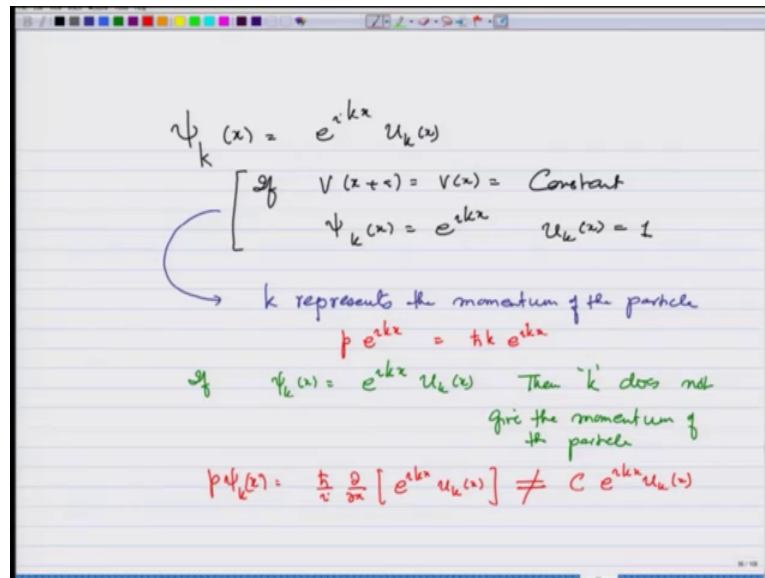 ψ_k (x) = e^{ikx} u_k(x)
If V(x+a) = V(x) = Constant
ψ_k(x) = e^{ikx} u_k(x) = 1
k represents the momentum of the particle
p e^{ikx} = ħk e^{ikx}
If ψ_k(x) = e^{ikx} u_k(x) Then 'k' does not
give the momentum of
the particle
pψ_k(x) = ħ/i ∂/∂x [ e^{ikx} u_k(x) ] ≠ C e^{ikx} u_k(x)